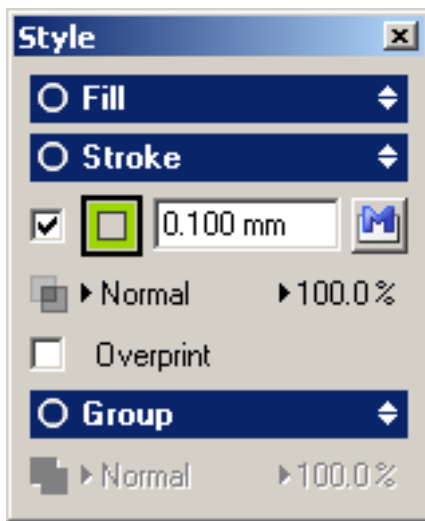 Style
Fill
Stroke
0.100 mm
Normal 100.0%
Overprint
Group
Normal 100.0%